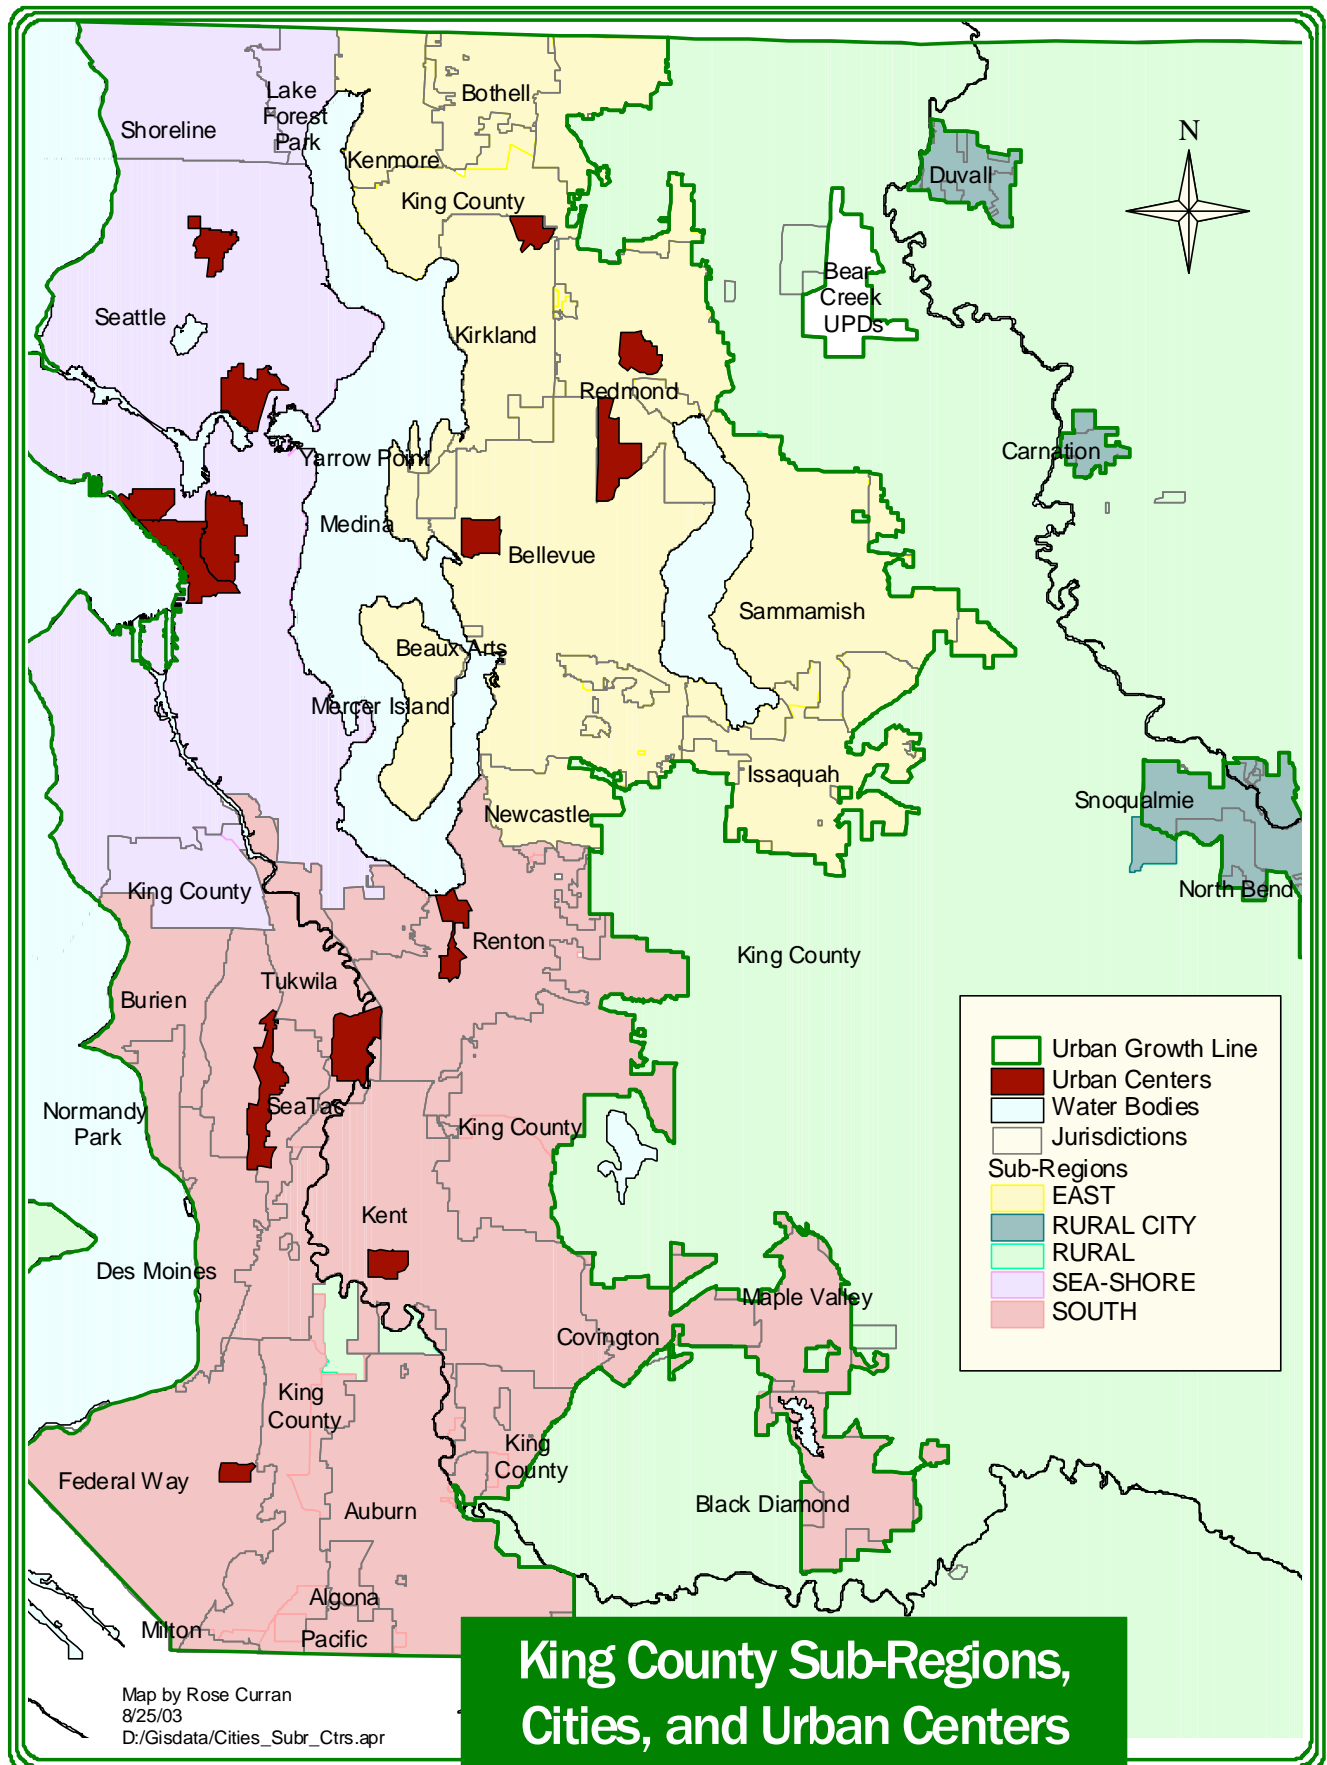 Lake
Forest
Park
Bothell
Shoreline
Kenmore
N
Duvall
King County
Bear
Creek
UPDs
Seattle
Kirkland
Redmond
Yarrow Point
Carnation
Medina
Bellevue
Sammamish
Beaux Arts
Mercer Island
Issaquah
Newcastle
Snoqualmie
King County
North Bend
Renton
King County
Tukwila
Burien
Normandy
Park
SeaTac
King County
Kent
Des Moines
Maple Valley
Covington
King
County
King
County
Federal Way
Auburn
Black Diamond
Algona
Milton
Pacific
Urban Growth Line
Urban Centers
Water Bodies
Jurisdictions
Sub-Regions
EAST
RURAL CITY
RURAL
SEA-SHORE
SOUTH
King County Sub-Regions,
Cities, and Urban Centers
Map by Rose Curran
8/25/03
D:/Gisdata/Cities_Subr_Ctrs.apr